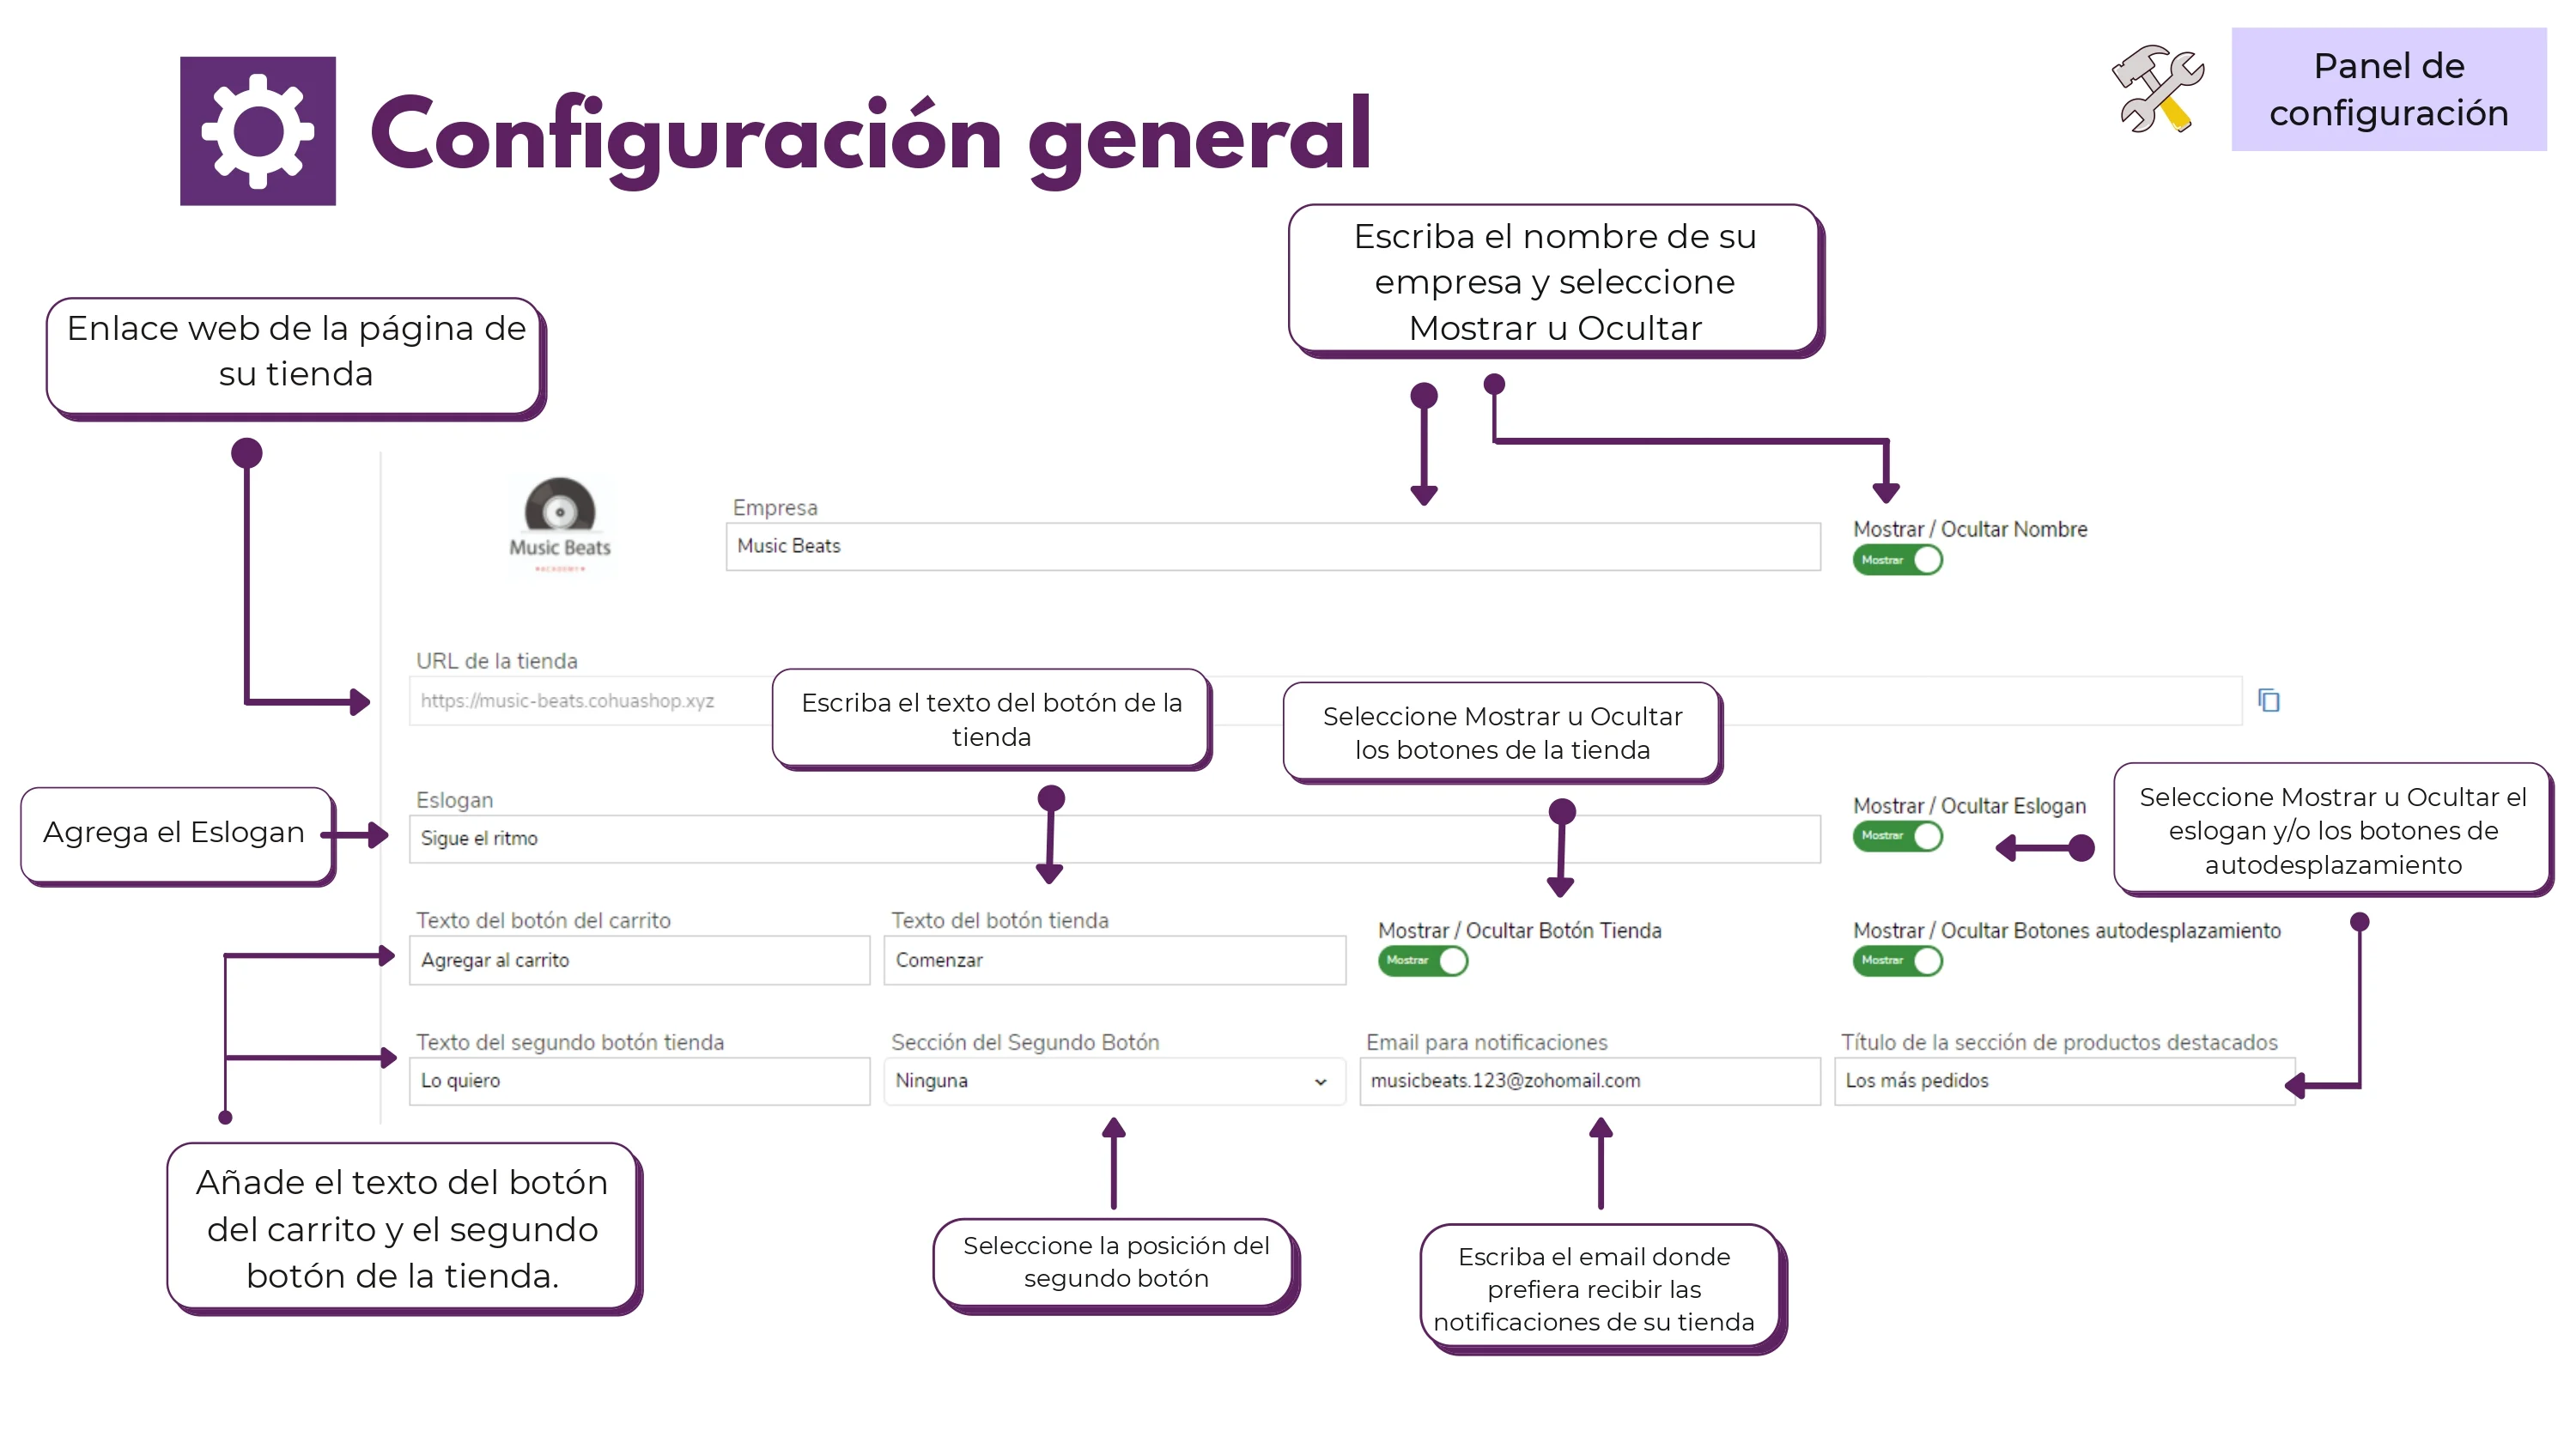 Configuración general
Panel de
configuración
Escriba el nombre de su
empresa y seleccione
Mostrar u Ocultar
Enlace web de la página de
su tienda
Music Beats
ACADEMY
Empresa
Music Beats
Mostrar / Ocultar Nombre
Mostrar
URL de la tienda
https://music-beats.cohuashop.xyz
Escriba el texto del botón de la
tienda
Seleccione Mostrar u Ocultar
los botones de la tienda
Agrega el Eslogan
Eslogan
Sigue el ritmo
Mostrar / Ocultar Eslogan
Mostrar
Seleccione Mostrar u Ocultar el
eslogan y/o los botones de
autodesplazamiento
Texto del botón del carrito
Agregar al carrito
Texto del botón tienda
Comenzar
Mostrar / Ocultar Botón Tienda
Mostrar
Mostrar / Ocultar Botones autodesplazamiento
Mostrar
Texto del segundo botón tienda
Lo quiero
Sección del Segundo Botón
Ninguna
Email para notificaciones
musicbeats.123@zohomail.com
Título de la sección de productos destacados
Los más pedidos
Añade el texto del botón
del carrito y el segundo
botón de la tienda.
Seleccione la posición del
segundo botón
Escriba el email donde
prefiera recibir las
notificaciones de su tienda